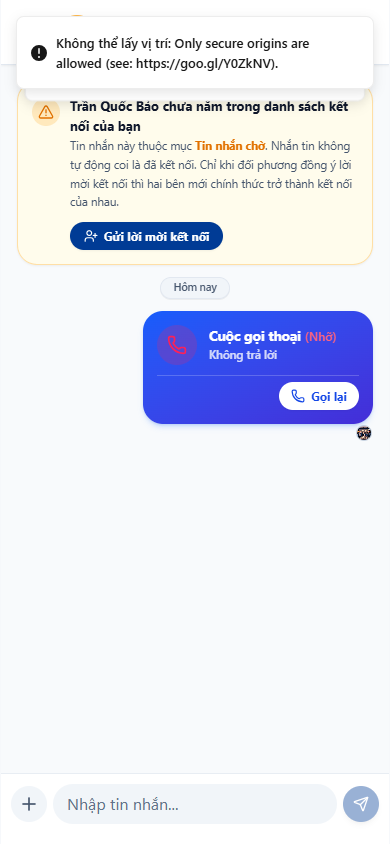 Không thể lấy vị trí: Only secure origins are
allowed (see: https://goo.gl/Y0ZkNV).
Trần Quốc Bảo chưa nằm trong danh sách kết
nối của bạn
Tin nhắn này thuộc mục Tin nhắn chờ. Nhắn tin không
tự động coi là đã kết nối. Chỉ khi đối phương đồng ý lời
mời kết nối thì hai bên mới chính thức trở thành kết nối
của nhau.
Gửi lời mời kết nối
Hôm nay
Cuộc gọi thoại (Nhỡ)
Không trả lời
Gọi lại
Nhập tin nhắn...